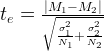 t_e = \frac{|M_1 - M_2|}{\sqrt{\frac{\sigma_1^2}{N_1} + \frac{\sigma_2^2}{N_2}}}